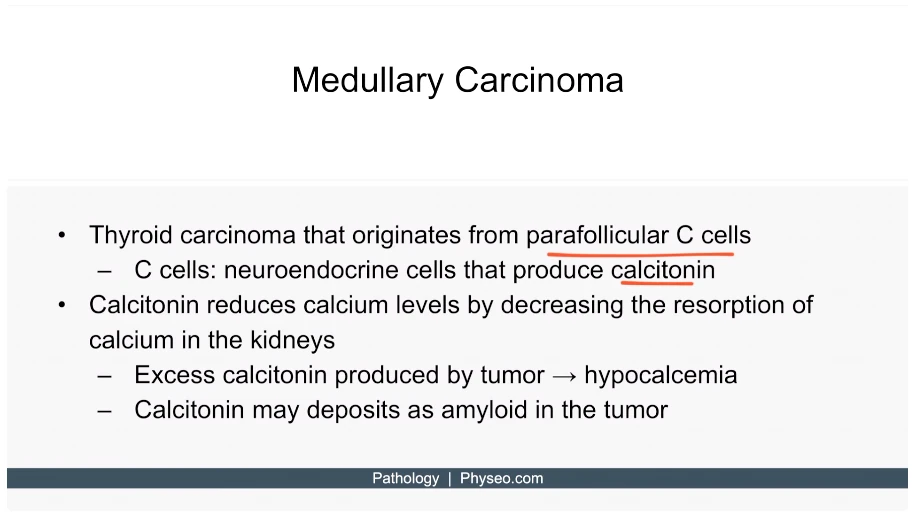 Medullary Carcinoma
• Thyroid carcinoma that originates from parafollicular C cells
– C cells: neuroendocrine cells that produce calcitonin
• Calcitonin reduces calcium levels by decreasing the resorption of
calcium in the kidneys
– Excess calcitonin produced by tumor → hypocalcemia
– Calcitonin may deposits as amyloid in the tumor
Pathology | Physeo.com